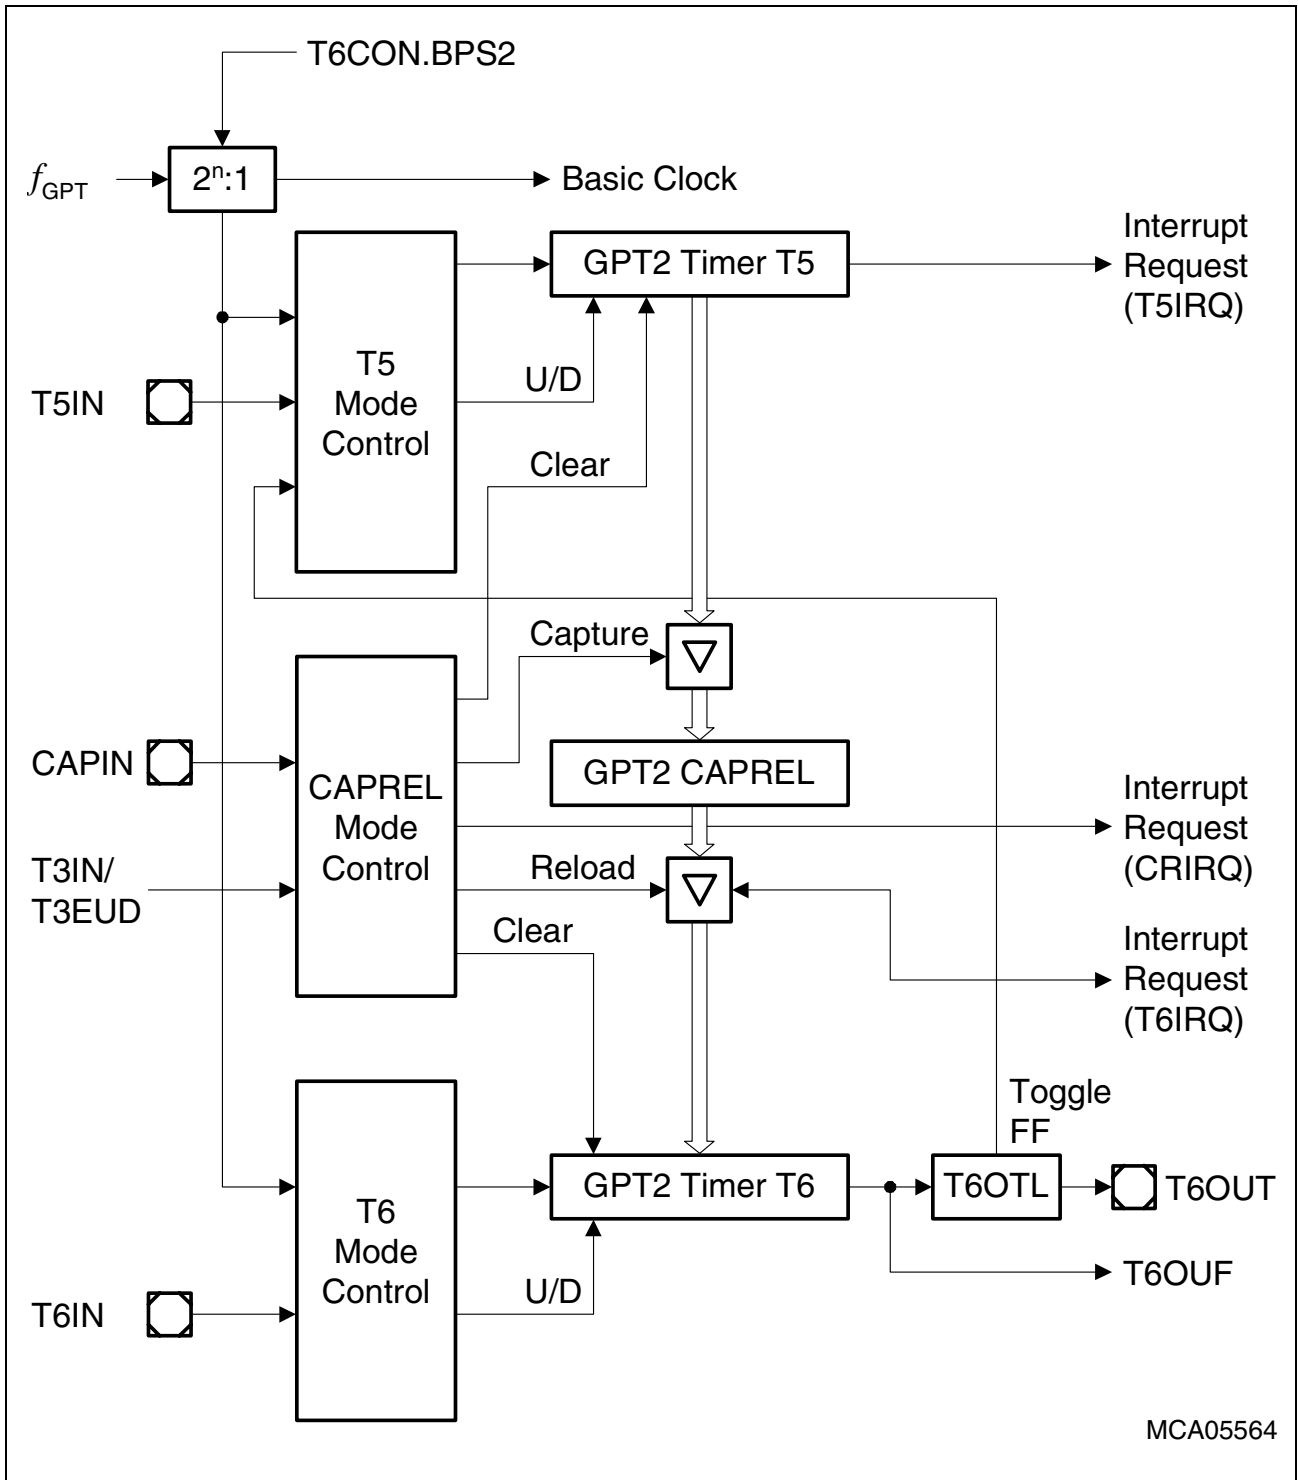 T6CON.BPS2
fGPT
2ⁿ:1
Basic Clock
GPT2 Timer T5
Interrupt
Request
(T5IRQ)
T5
Mode
Control
T5IN
U/D
Clear
Capture
CAPIN
CAPREL
Mode
Control
GPT2 CAPREL
Interrupt
Request
(CRIRQ)
T3IN/
T3EUD
Reload
Clear
Interrupt
Request
(T6IRQ)
Toggle
FF
GPT2 Timer T6
T6OTL
T6OUT
T6
Mode
Control
T6IN
U/D
T6OUF
MCA05564